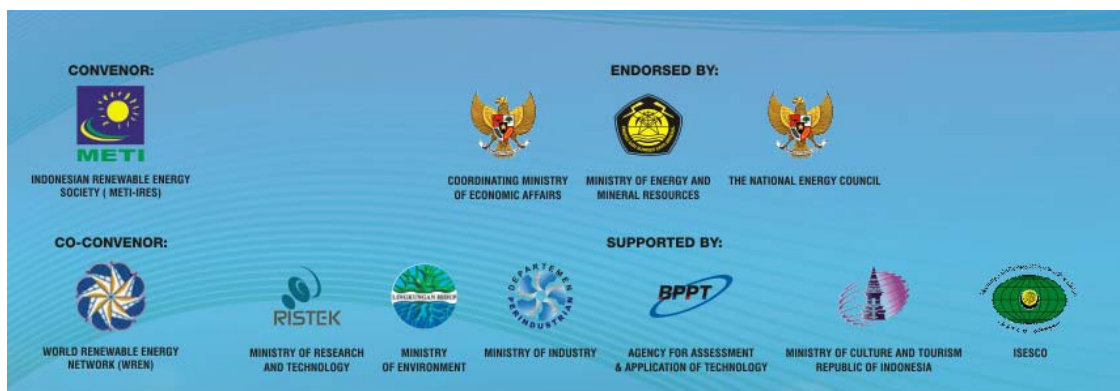 CONVENOR:
ENDORSED BY:
METI
INDONESIAN RENEWABLE ENERGY
SOCIETY ( METI-IRES)
COORDINATING MINISTRY
OF ECONOMIC AFFAIRS
MINISTRY OF ENERGY AND
MINERAL RESOURCES
THE NATIONAL ENERGY COUNCIL
CO-CONVENOR:
SUPPORTED BY:
WORLD RENEWABLE ENERGY
NETWORK (WREN)
RISTEK
MINISTRY OF RESEARCH
AND TECHNOLOGY
LINGKUNGAN HIDUP
MINISTRY
OF ENVIRONMENT
DEPARTEMEN
PERINDUSTRIAN
MINISTRY OF INDUSTRY
BPPT
AGENCY FOR ASSESSMENT
& APPLICATION OF TECHNOLOGY
MINISTRY OF CULTURE AND TOURISM
REPUBLIC OF INDONESIA
ISESCO